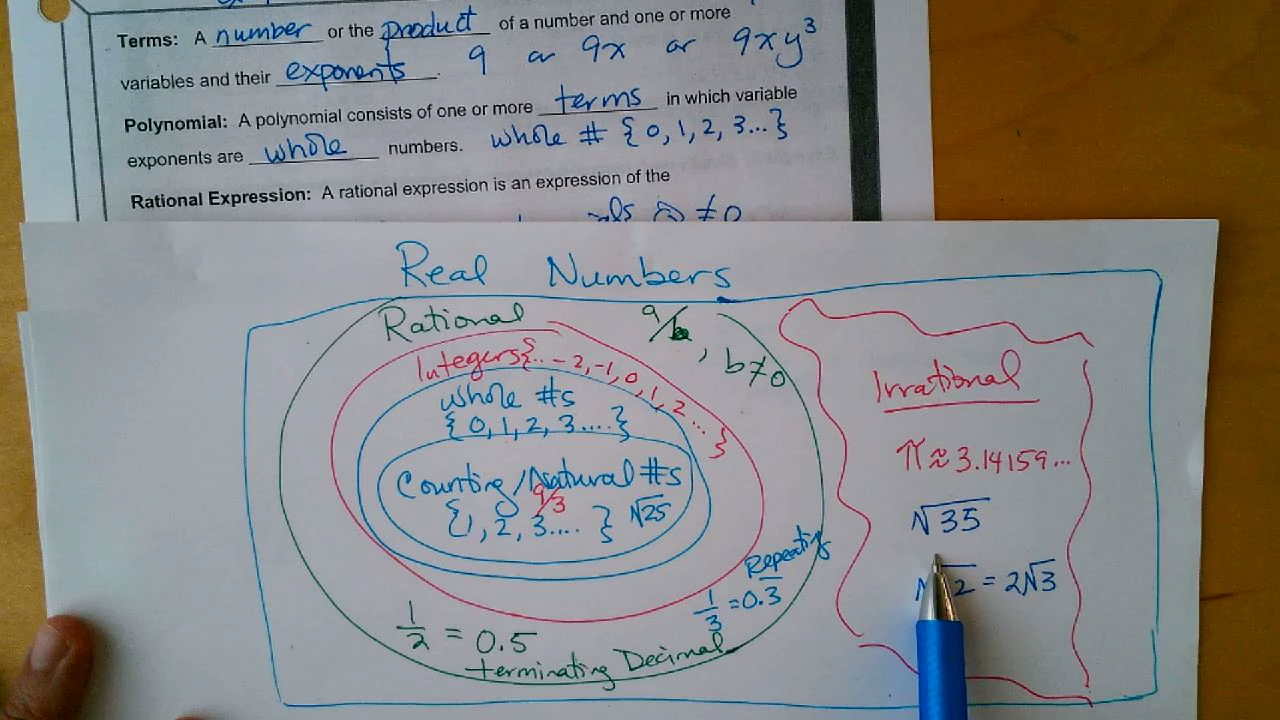 Terms: A number or the product of a number and one or more
variables and their exponents. 9 or 9x or 9xy³
Polynomial: A polynomial consists of one or more terms in which variable
exponents are whole numbers. whole # {0, 1, 2, 3...}
Rational Expression: A rational expression is an expression of the
≠0
Real Numbers
Rational a/b, b≠0
Integers {..-2, -1, 0, 1, 2 ... }
whole #s
{0, 1, 2, 3....}
Counting/Natural #s
9/3
{1, 2, 3.... } √25
Repeating
1/3 = 0.3̅
1/2 = 0.5
terminating Decimal
Irrational
π ≈ 3.14159...
√35
2 = 2√3